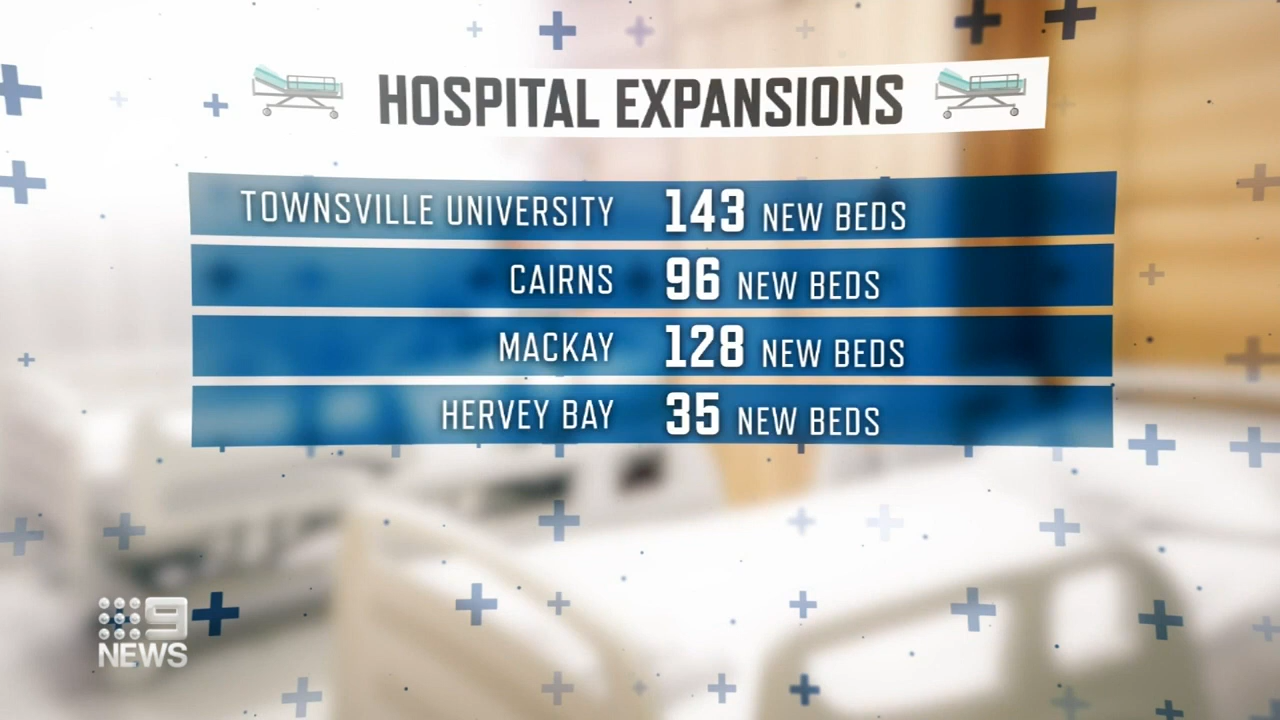 HOSPITAL EXPANSIONS
TOWNSVILLE UNIVERSITY 143 NEW BEDS
CAIRNS 96 NEW BEDS
MACKAY 128 NEW BEDS
HERVEY BAY 35 NEW BEDS
9
NEWS